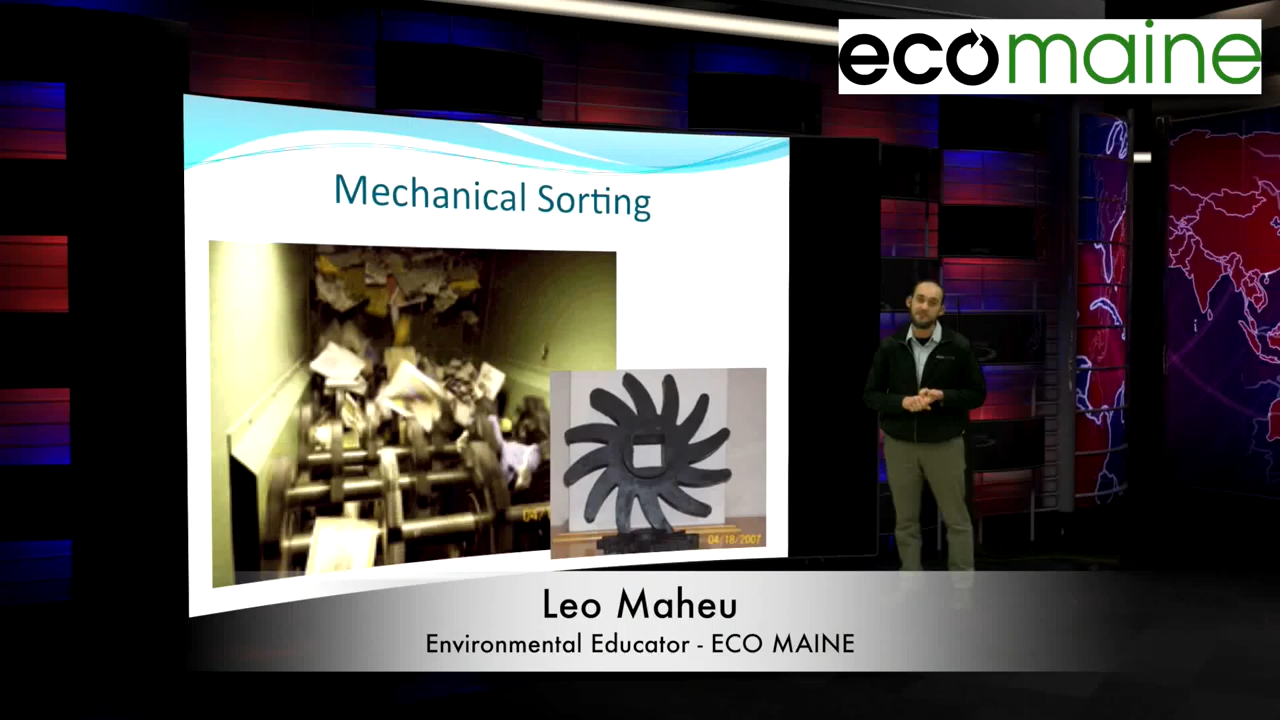 ecomaine
Mechanical Sorting
04/18/2007
Leo Maheu
Environmental Educator - ECO MAINE